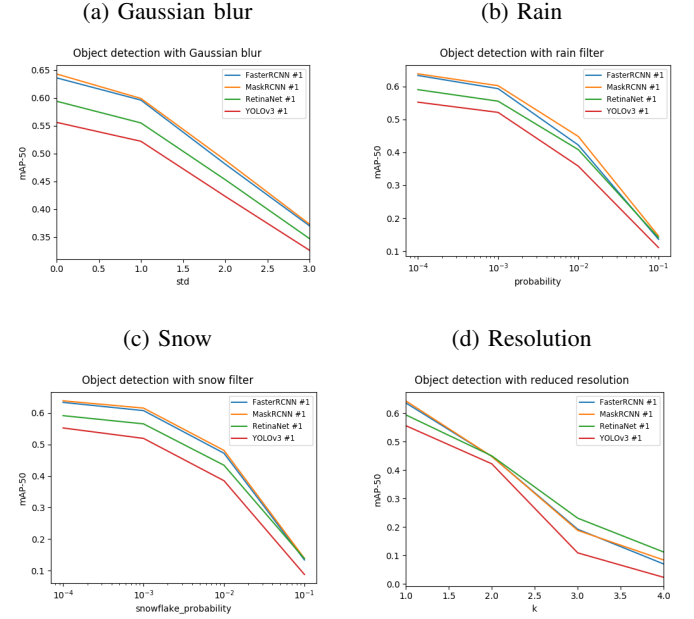 (a) Gaussian blur
Object detection with Gaussian blur
FasterRCNN #1
MaskRCNN #1
RetinaNet #1
YOLOv3 #1
0.65
0.60
0.55
0.50
0.45
0.40
0.35
mAP-50
0.0 0.5 1.0 1.5 2.0 2.5 3.0
std
(b) Rain
Object detection with rain filter
FasterRCNN #1
MaskRCNN #1
RetinaNet #1
YOLOv3 #1
0.6
0.5
0.4
0.3
0.2
0.1
mAP-50
10⁻⁴ 10⁻³ 10⁻² 10⁻¹
probability
(c) Snow
Object detection with snow filter
FasterRCNN #1
MaskRCNN #1
RetinaNet #1
YOLOv3 #1
0.6
0.5
0.4
0.3
0.2
0.1
mAP-50
10⁻⁴ 10⁻³ 10⁻² 10⁻¹
snowflake_probability
(d) Resolution
Object detection with reduced resolution
FasterRCNN #1
MaskRCNN #1
RetinaNet #1
YOLOv3 #1
0.6
0.5
0.4
0.3
0.2
0.1
0.0
mAP-50
1.0 1.5 2.0 2.5 3.0 3.5 4.0
k